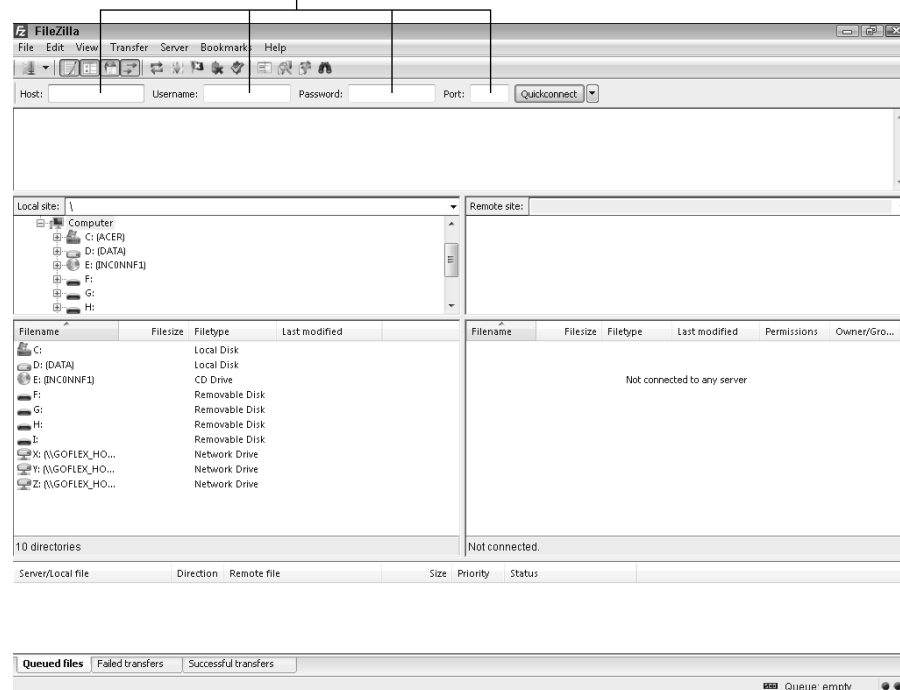 FileZilla
File Edit View Transfer Server Bookmarks Help
Host: Username: Password: Port: Quickconnect
Local site: \
Remote site:
Computer
C: (ACER)
D: (DATA)
E: (INC0NNF1)
F:
G:
H:
Filename Filesize Filetype Last modified
C: Local Disk
D: (DATA) Local Disk
E: (INC0NNF1) CD Drive
F: Removable Disk
G: Removable Disk
H: Removable Disk
I: Removable Disk
X: (\\GOFLEX_HO... Network Drive
Y: (\\GOFLEX_HO... Network Drive
Z: (\\GOFLEX_HO... Network Drive
10 directories
Filename Filesize Filetype Last modified Permissions Owner/Gro...
Not connected to any server
Not connected.
Server/Local file Direction Remote file Size Priority Status
Queued files Failed transfers Successful transfers
Queue: empty